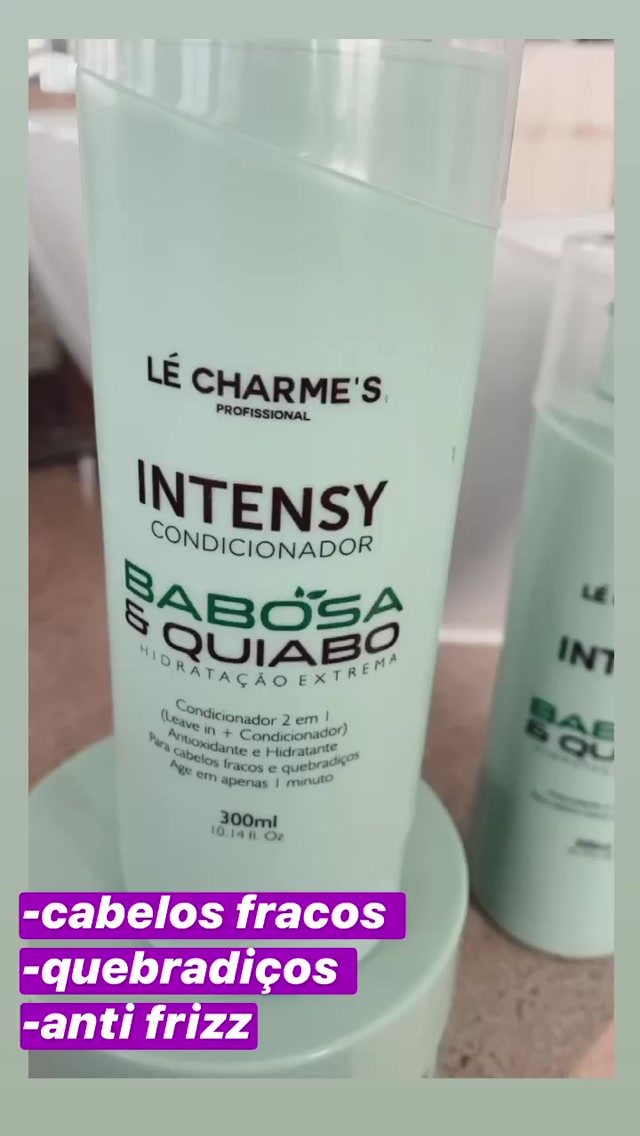 LÉ CHARME'S
PROFISSIONAL
INTENSY
CONDICIONADOR
BABOSA
& QUIABO
HIDRATAÇÃO EXTREMA
Condicionador 2 em 1
(Leave in + Condicionador)
Antioxidante e Hidratante
Para cabelos fracos e quebradiços
Age em apenas 1 minuto
300ml
10.14 fl. Oz
LÉ
INT
BAB
& QU
-cabelos fracos
-quebradiços
-anti frizz